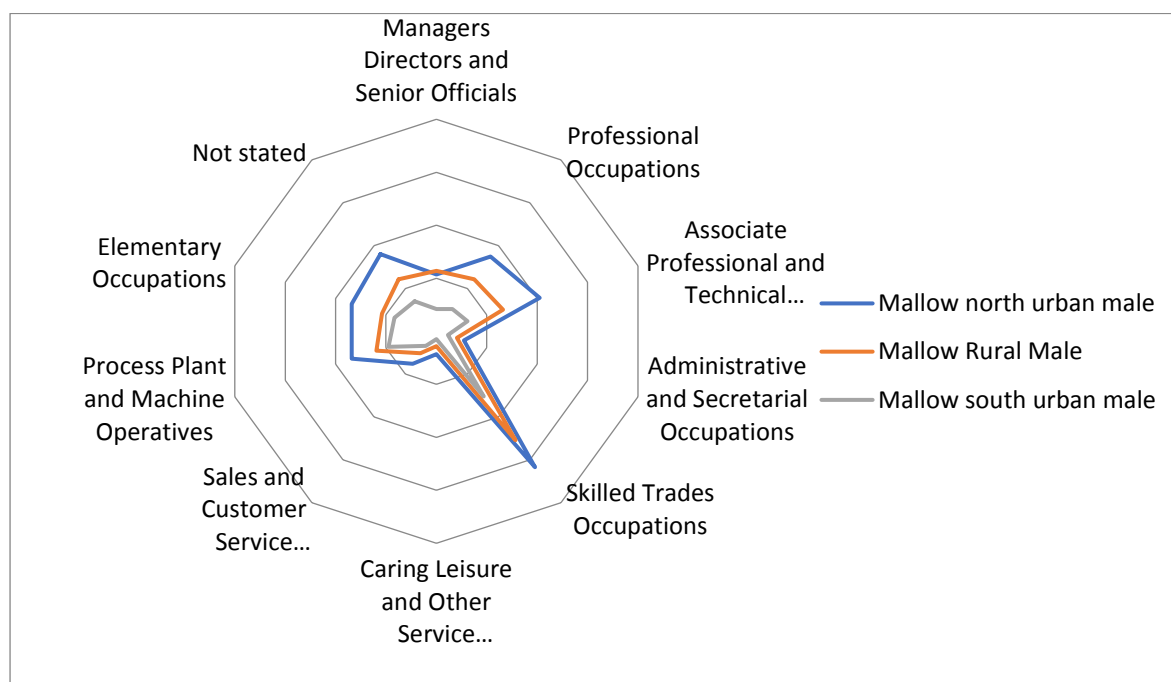 Managers
Directors and
Senior Officials
Professional
Occupations
Associate
Professional and
Technical...
Administrative
and Secretarial
Occupations
Skilled Trades
Occupations
Caring Leisure
and Other
Service...
Sales and
Customer
Service...
Process Plant
and Machine
Operatives
Elementary
Occupations
Not stated
Mallow north urban male
Mallow Rural Male
Mallow south urban male